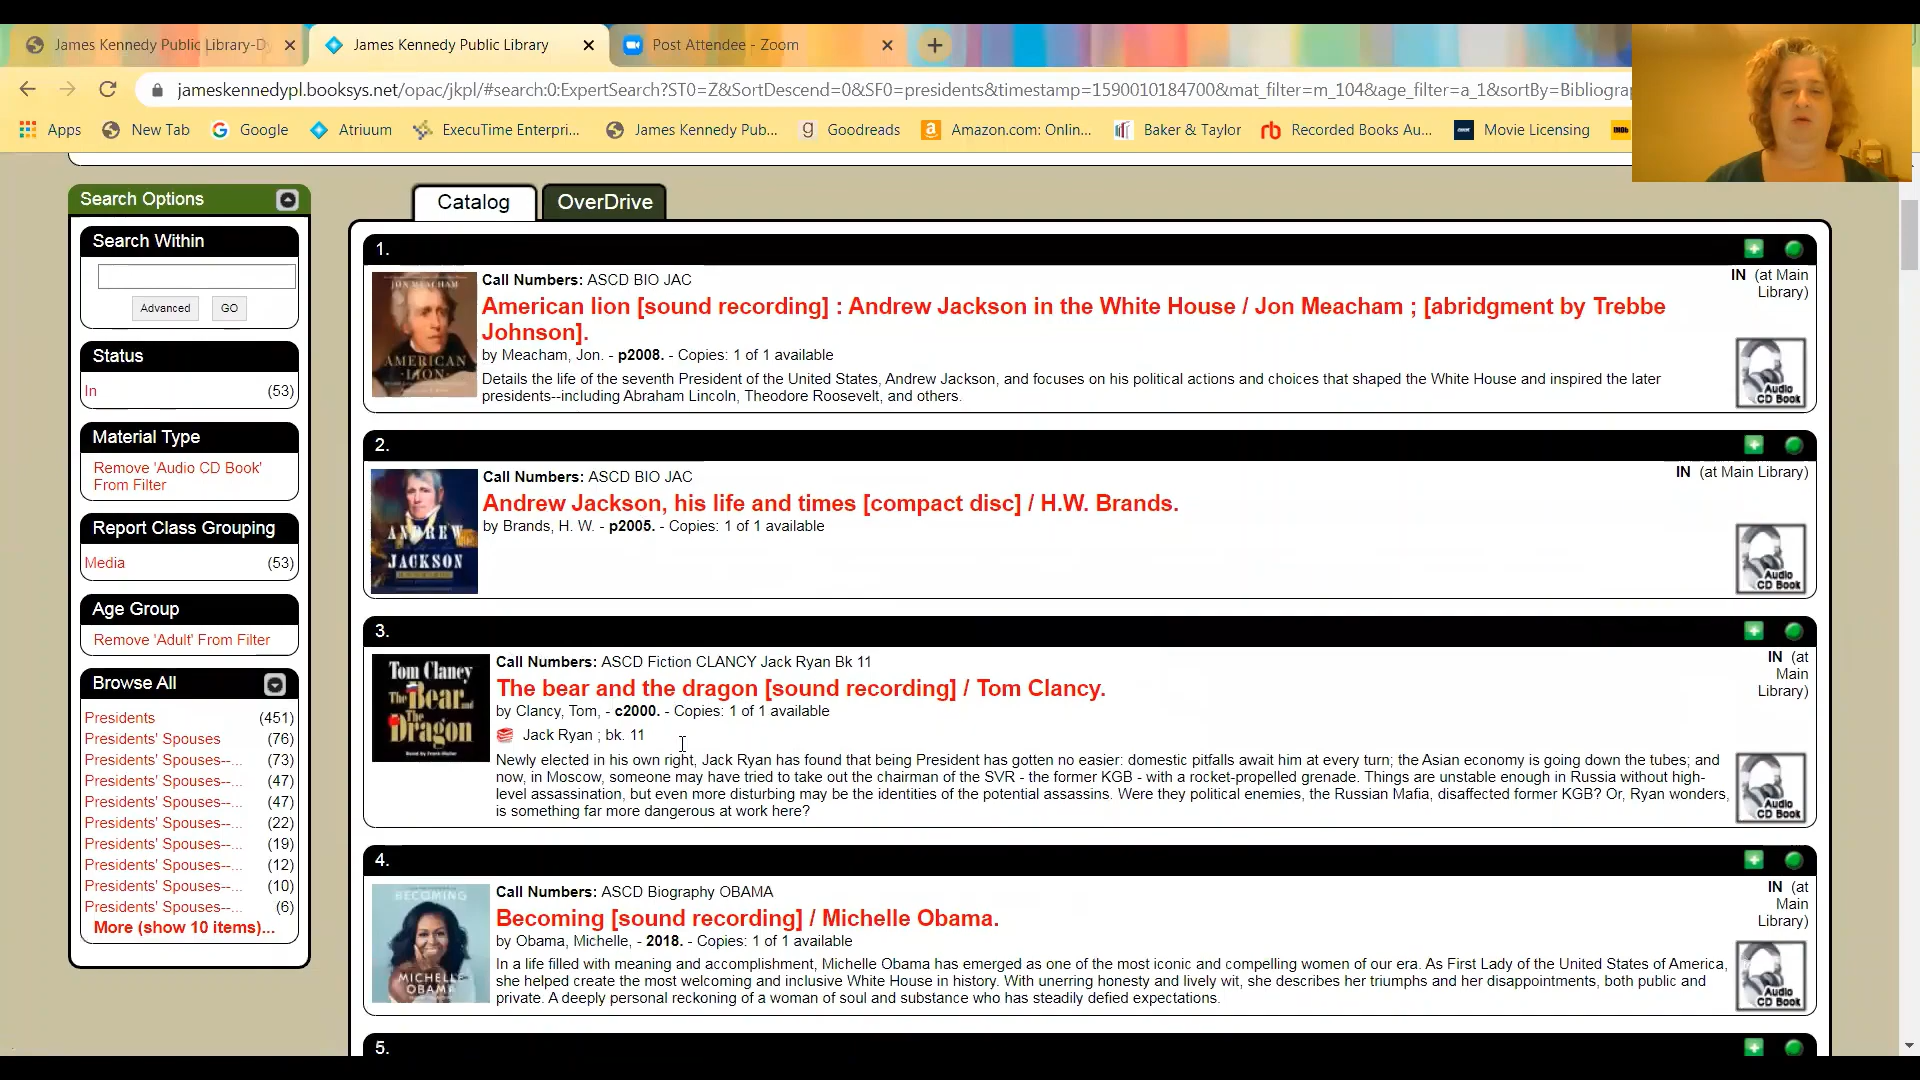 James Kennedy Public Library-Dy
James Kennedy Public Library
Post Attendee - Zoom
jameskennedypl.booksys.net/opac/jkpl/#search:0:ExpertSearch?ST0=Z&SortDescend=0&SF0=presidents&timestamp=1590010184700&mat_filter=m_104&age_filter=a_1&sortBy=Bibliogra
Apps
New Tab
Google
Atriuum
ExecuTime Enterpri...
James Kennedy Pub...
Goodreads
Amazon.com: Onlin...
Baker & Taylor
Recorded Books Au...
Movie Licensing
IMDb
Search Options
Search Within
Advanced GO
Status
In (53)
Material Type
Remove 'Audio CD Book'
From Filter
Report Class Grouping
Media (53)
Age Group
Remove 'Adult' From Filter
Browse All
Presidents (451)
Presidents' Spouses (76)
Presidents' Spouses--... (73)
Presidents' Spouses--... (47)
Presidents' Spouses--... (47)
Presidents' Spouses--... (22)
Presidents' Spouses--... (19)
Presidents' Spouses--... (12)
Presidents' Spouses--... (10)
Presidents' Spouses--... (6)
More (show 10 items)...
Catalog
OverDrive
1.
JON MEACHAM
AMERICAN
LION
Call Numbers: ASCD BIO JAC
American lion [sound recording] : Andrew Jackson in the White House / Jon Meacham ; [abridgment by Trebbe
Johnson].
by Meacham, Jon. - p2008. - Copies: 1 of 1 available
Details the life of the seventh President of the United States, Andrew Jackson, and focuses on his political actions and choices that shaped the White House and inspired the later
presidents--including Abraham Lincoln, Theodore Roosevelt, and others.
IN (at Main
Library)
Audio
CD Book
2.
ANDREW
JACKSON
Call Numbers: ASCD BIO JAC
Andrew Jackson, his life and times [compact disc] / H.W. Brands.
by Brands, H. W. - p2005. - Copies: 1 of 1 available
IN (at Main Library)
Audio
CD Book
3.
Tom Clancy
The Bear and
The Dragon
Call Numbers: ASCD Fiction CLANCY Jack Ryan Bk 11
The bear and the dragon [sound recording] / Tom Clancy.
by Clancy, Tom, - c2000. - Copies: 1 of 1 available
Jack Ryan ; bk. 11
Newly elected in his own right, Jack Ryan has found that being President has gotten no easier: domestic pitfalls await him at every turn; the Asian economy is going down the tubes; and
now, in Moscow, someone may have tried to take out the chairman of the SVR - the former KGB - with a rocket-propelled grenade. Things are unstable enough in Russia without high-
level assassination, but even more disturbing may be the identities of the potential assassins. Were they political enemies, the Russian Mafia, disaffected former KGB? Or, Ryan wonders,
is something far more dangerous at work here?
IN (at
Main
Library)
Audio
CD Book
4.
BECOMING
MICHELLE
OBAMA
Call Numbers: ASCD Biography OBAMA
Becoming [sound recording] / Michelle Obama.
by Obama, Michelle, - 2018. - Copies: 1 of 1 available
In a life filled with meaning and accomplishment, Michelle Obama has emerged as one of the most iconic and compelling women of our era. As First Lady of the United States of America,
she helped create the most welcoming and inclusive White House in history. With unerring honesty and lively wit, she describes her triumphs and her disappointments, both public and
private. A deeply personal reckoning of a woman of soul and substance who has steadily defied expectations.
IN (at
Main
Library)
Audio
CD Book
5.